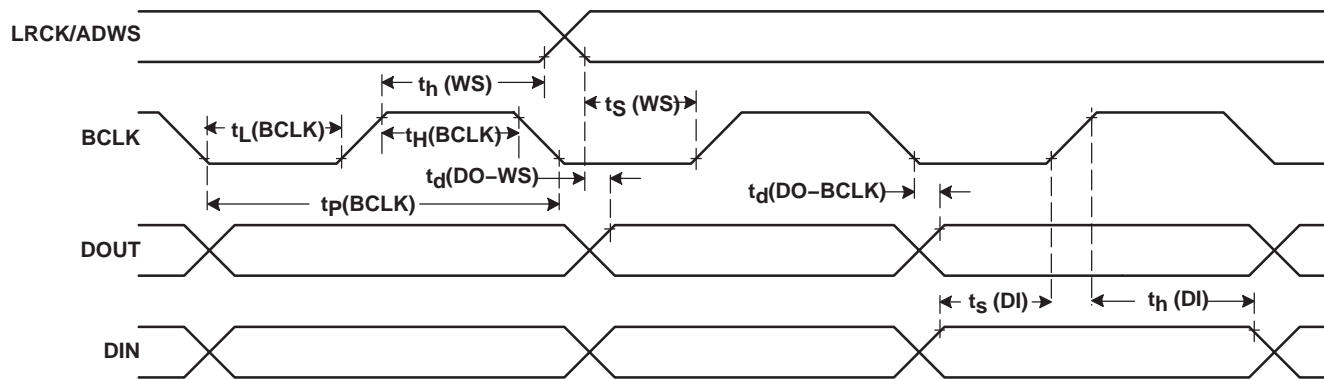 LRCK/ADWS
th (WS)
tS (WS)
BCLK
tL(BCLK)
tH(BCLK)
td(DO–WS)
td(DO–BCLK)
tP(BCLK)
DOUT
ts (DI)
th (DI)
DIN